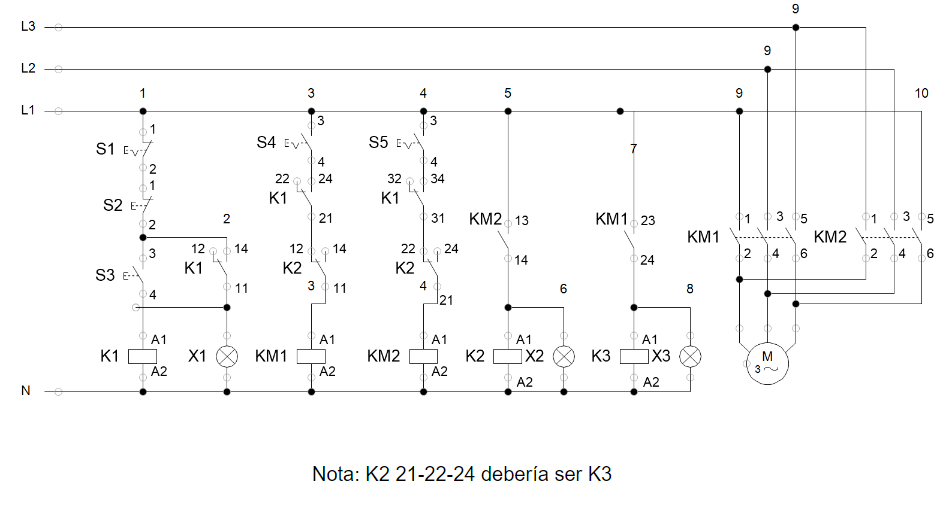 9
L3
9
L2
1 3 4 5 9 10
L1
1 3 3
S1 S4 S5 7
2 4 4
1 22 24 32 34
S2 K1 K1
2 2 21 31 KM2 13 KM1 23 1 3 5 1 3 5
KM1 KM2
3 12 14 12 14 22 24 2 4 6 2 4 6
S3 K1 K2 K2 14 24
4 11 3 11 4 21 6 8
A1 A1 A1 A1 A1
K1 X1 KM1 KM2 K2 X2 K3 X3 M
3
A2 A2 A2 A2 A2
N
Nota: K2 21-22-24 debería ser K3